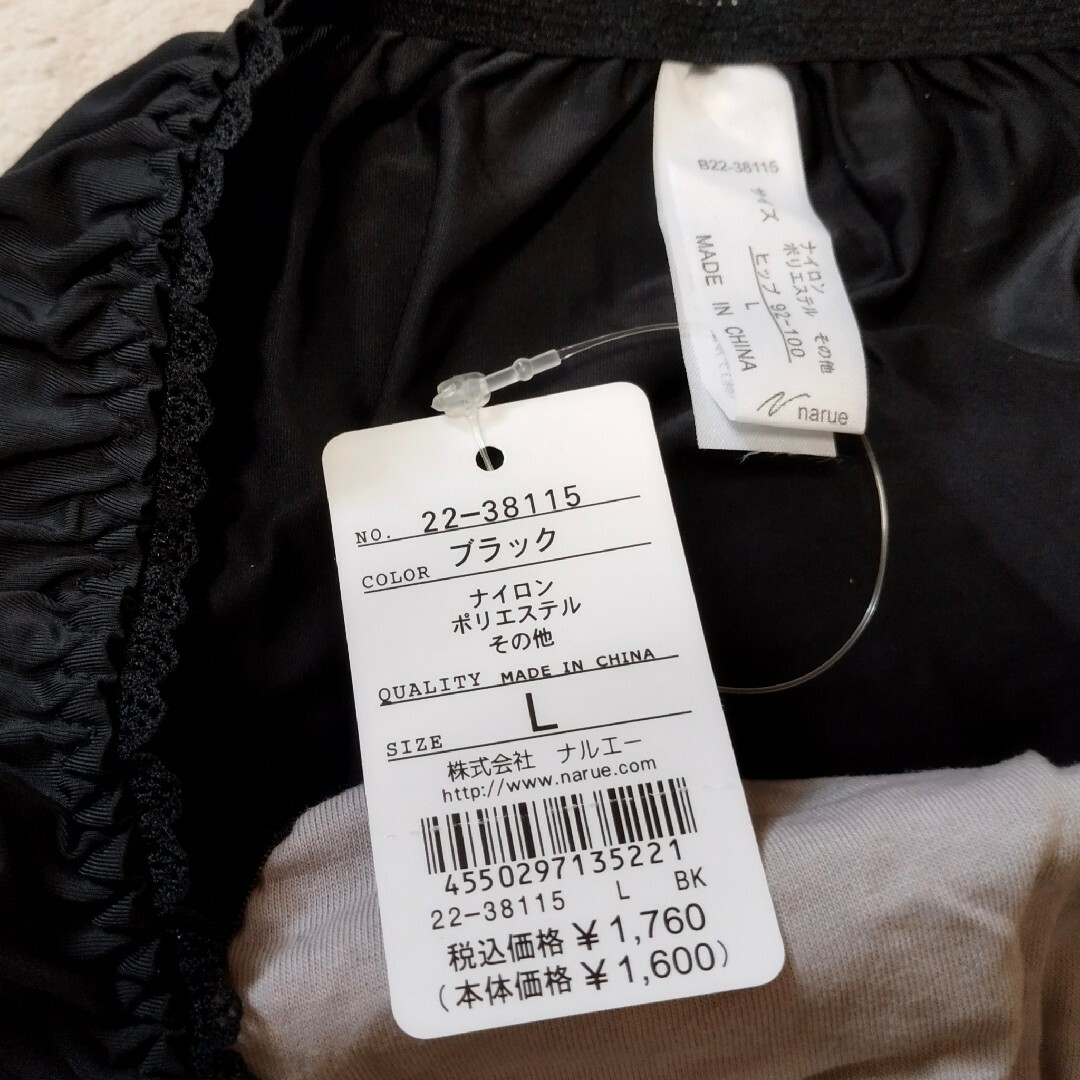 B22-38115
サイズ L
MADE IN CHINA
ナイロン
ポリエステル その他
ヒップ 92-100
narue
NO. 22-38115
COLOR ブラック
ナイロン
ポリエステル
その他
QUALITY MADE IN CHINA
SIZE L
株式会社 ナルエー
http://www.narue.com
4550297135221
22-38115 L BK
税込価格 ¥1,760
(本体価格 ¥1,600)